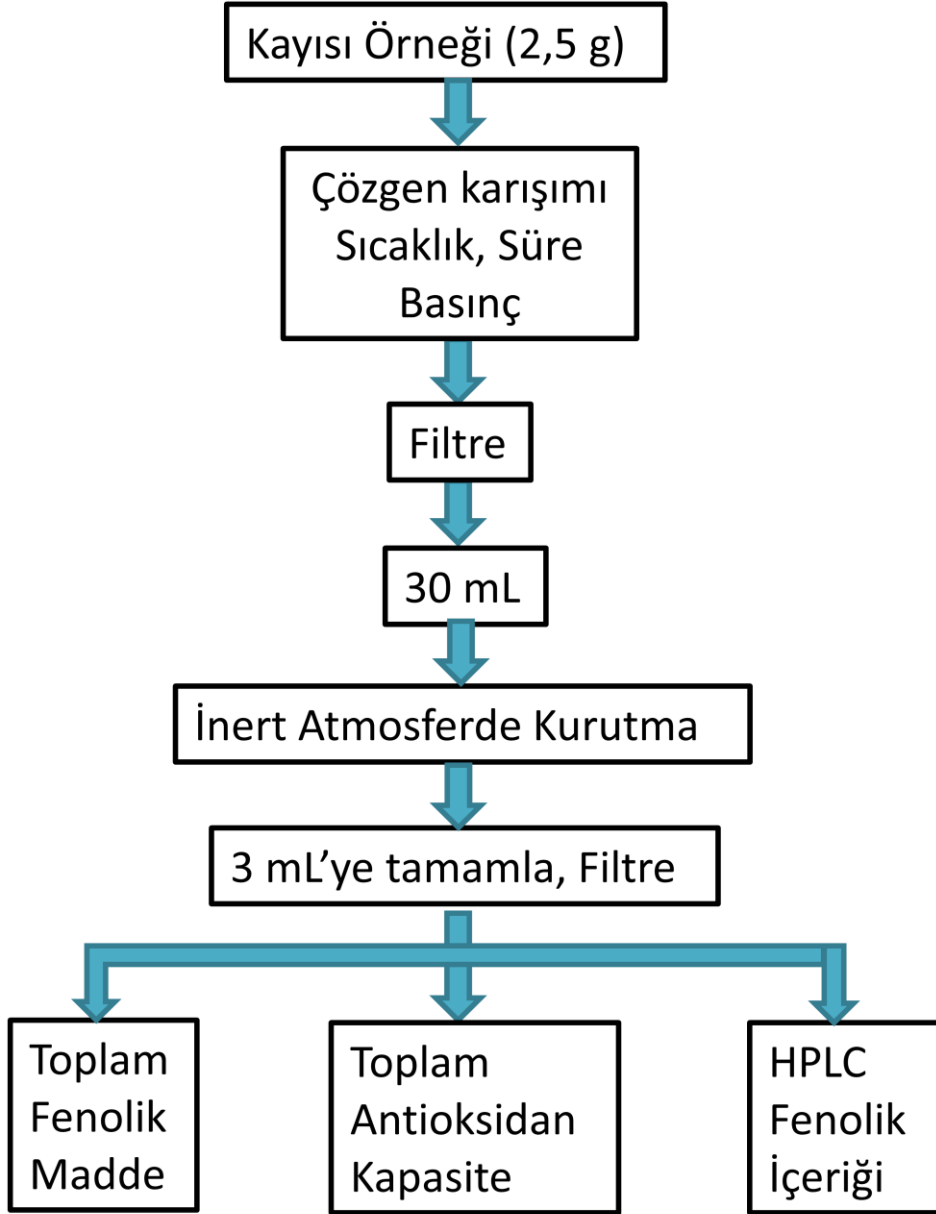 Kayısı Örneği (2,5 g)
Çözgen karışımı
Sıcaklık, Süre
Basınç
Filtre
30 mL
İnert Atmosferde Kurutma
3 mL’ye tamamla, Filtre
Toplam
Fenolik
Madde
Toplam
Antioksidan
Kapasite
HPLC
Fenolik
İçeriği